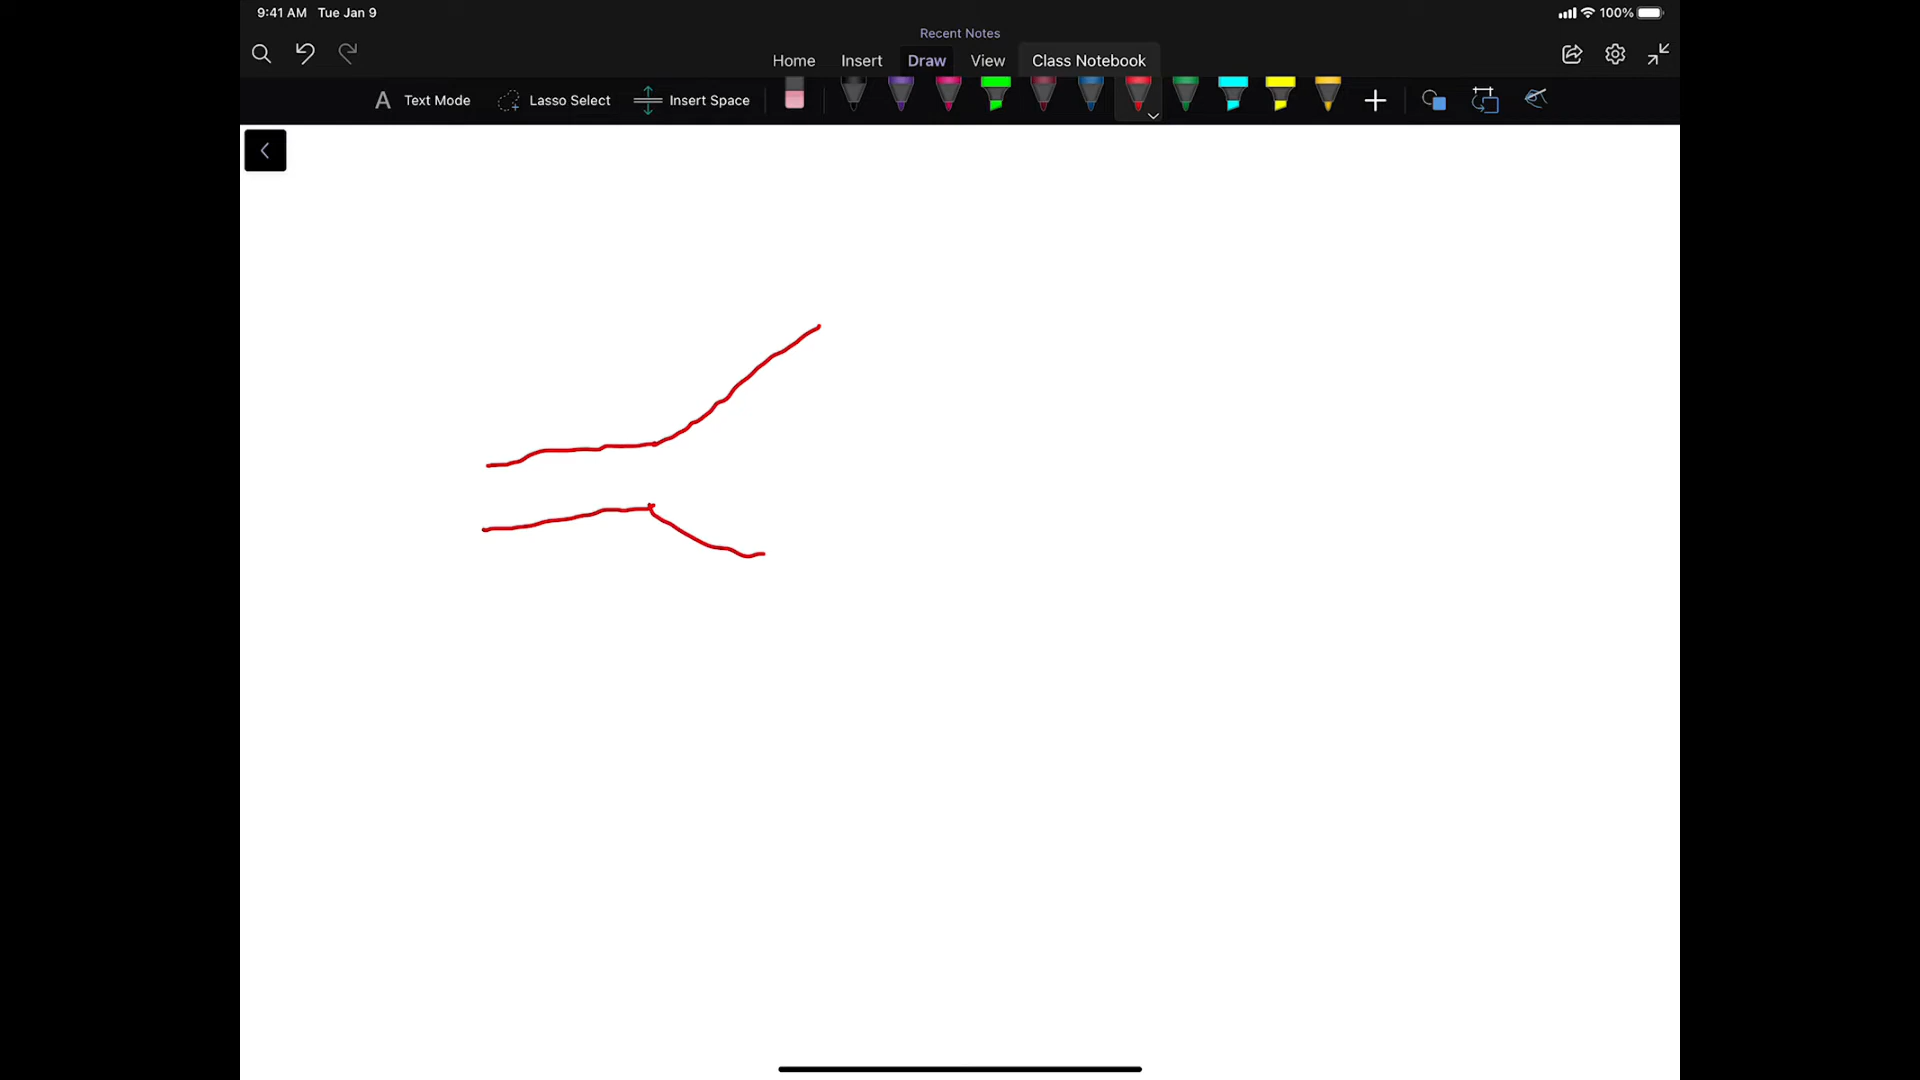 9:41 AM Tue Jan 9
100%
Recent Notes
Home Insert Draw View Class Notebook
A Text Mode Lasso Select Insert Space